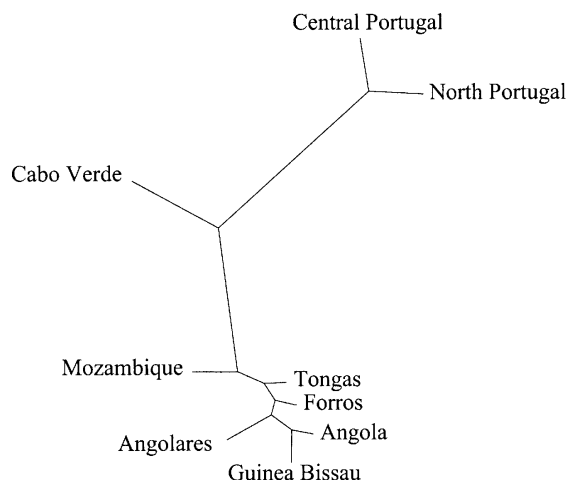 Central Portugal
North Portugal
Cabo Verde
Mozambique
Tongas
Forros
Angola
Angolares
Guinea Bissau